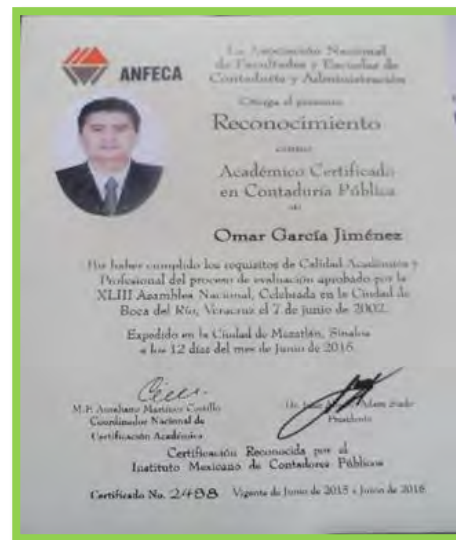 ANFECA
La Asociación Nacional
de Facultades y Escuelas de
Contaduría y Administración
Otorga el presente
Reconocimiento
como
Académico Certificado
en Contaduría Pública
a
Omar García Jiménez
Por haber cumplido los requisitos de Calidad Académica y
Profesional del proceso de evaluación aprobado por la
XLIII Asamblea Nacional, Celebrada en la Ciudad de
Boca del Río, Veracruz el 7 de junio de 2002.
Expedido en la Ciudad de Mazatlán, Sinaloa
a los 12 días del mes de Junio de
M.F. Martínez Castillo
Coordinador Nacional de
Certificación Académica
Dr. Adam
Presidente
Certificación Reconocida por el
Instituto Mexicano de Contadores Públicos
Certificado No. 2498 Vigente de Junio de a Junio de